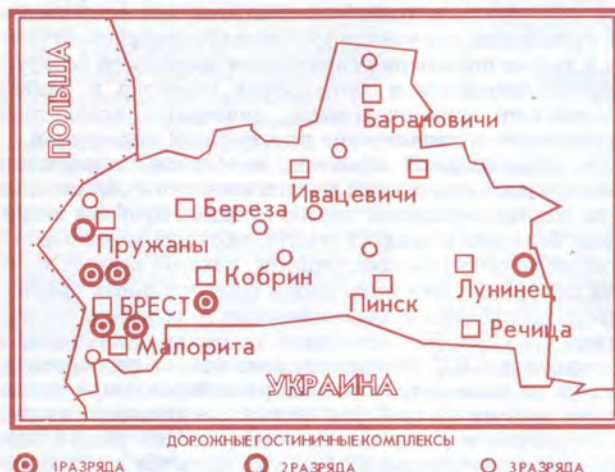 ПОЛЬША
Барановичи
Ивацевичи
Береза
Пружаны
Кобрин
Лунинец
Пинск
БРЕСТ
Речица
Малорита
УКРАИНА
ДОРОЖНЫЕ ГОСТИНИЧНЫЕ КОМПЛЕКСЫ
1 РАЗРЯДА 2 РАЗРЯДА 3 РАЗРЯДА